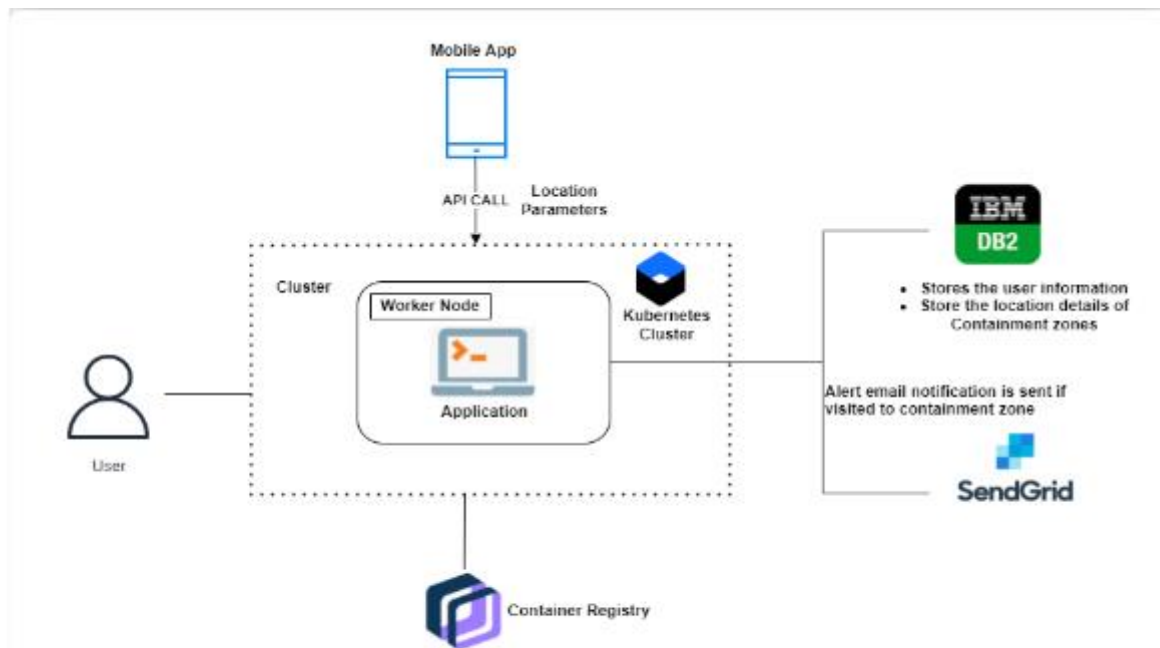 Mobile App
API CALL
Location
Parameters
IBM
DB2
Cluster
Worker Node
Kubernetes
Cluster
Application
• Stores the user information
• Store the location details of
Containment zones
User
Alert email notification is sent if
visited to containment zone
SendGrid
Container Registry